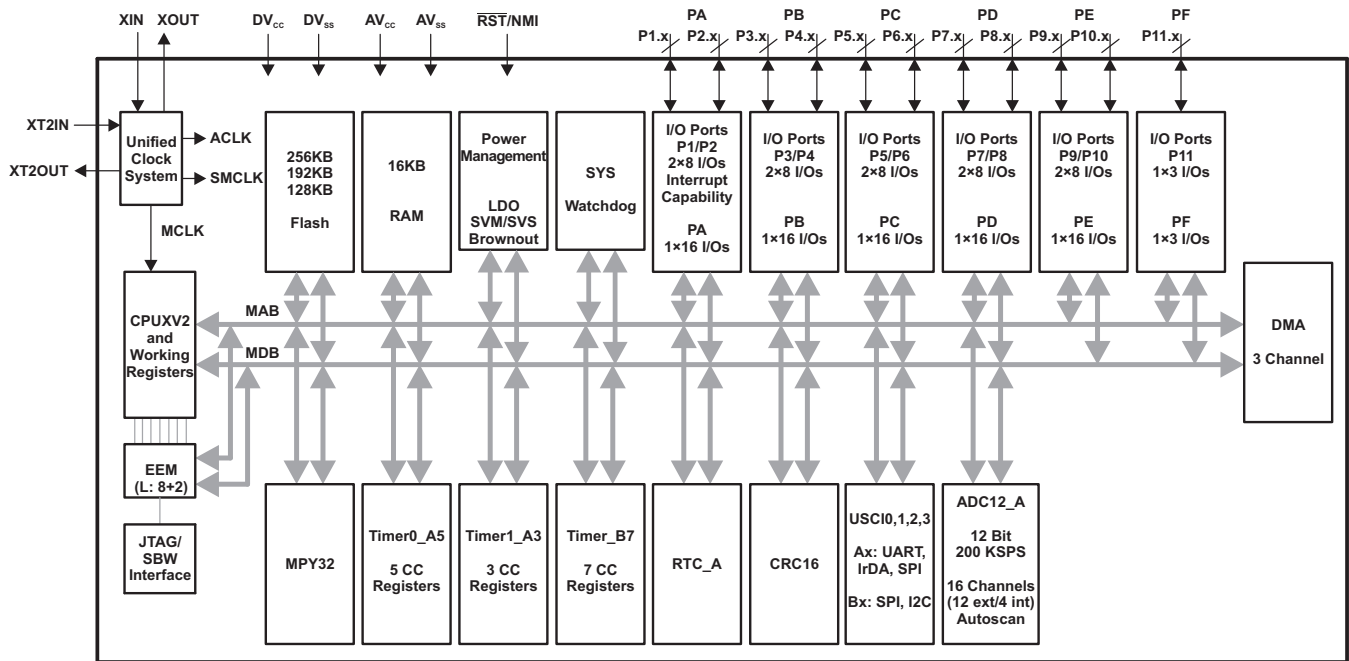 XIN XOUT DVCC DVSS AVCC AVSS RST/NMI PA PB PC PD PE PF
P1.x P2.x P3.x P4.x P5.x P6.x P7.x P8.x P9.x P10.x P11.x
XT2IN
XT2OUT
Unified
Clock
System
ACLK
SMCLK
MCLK
256KB
192KB
128KB
Flash
16KB
RAM
Power
Management
LDO
SVM/SVS
Brownout
SYS
Watchdog
I/O Ports
P1/P2
2×8 I/Os
Interrupt
Capability
PA
1×16 I/Os
I/O Ports
P3/P4
2×8 I/Os
PB
1×16 I/Os
I/O Ports
P5/P6
2×8 I/Os
PC
1×16 I/Os
I/O Ports
P7/P8
2×8 I/Os
PD
1×16 I/Os
I/O Ports
P9/P10
2×8 I/Os
PE
1×16 I/Os
I/O Ports
P11
1×3 I/Os
PF
1×3 I/Os
CPUXV2
and
Working
Registers
MAB
MDB
DMA
3 Channel
EEM
(L: 8+2)
JTAG/
SBW
Interface
MPY32
Timer0_A5
5 CC
Registers
Timer1_A3
3 CC
Registers
Timer_B7
7 CC
Registers
RTC_A
CRC16
USCI0,1,2,3
Ax: UART,
IrDA, SPI
Bx: SPI, I2C
ADC12_A
12 Bit
200 KSPS
16 Channels
(12 ext/4 int)
Autoscan